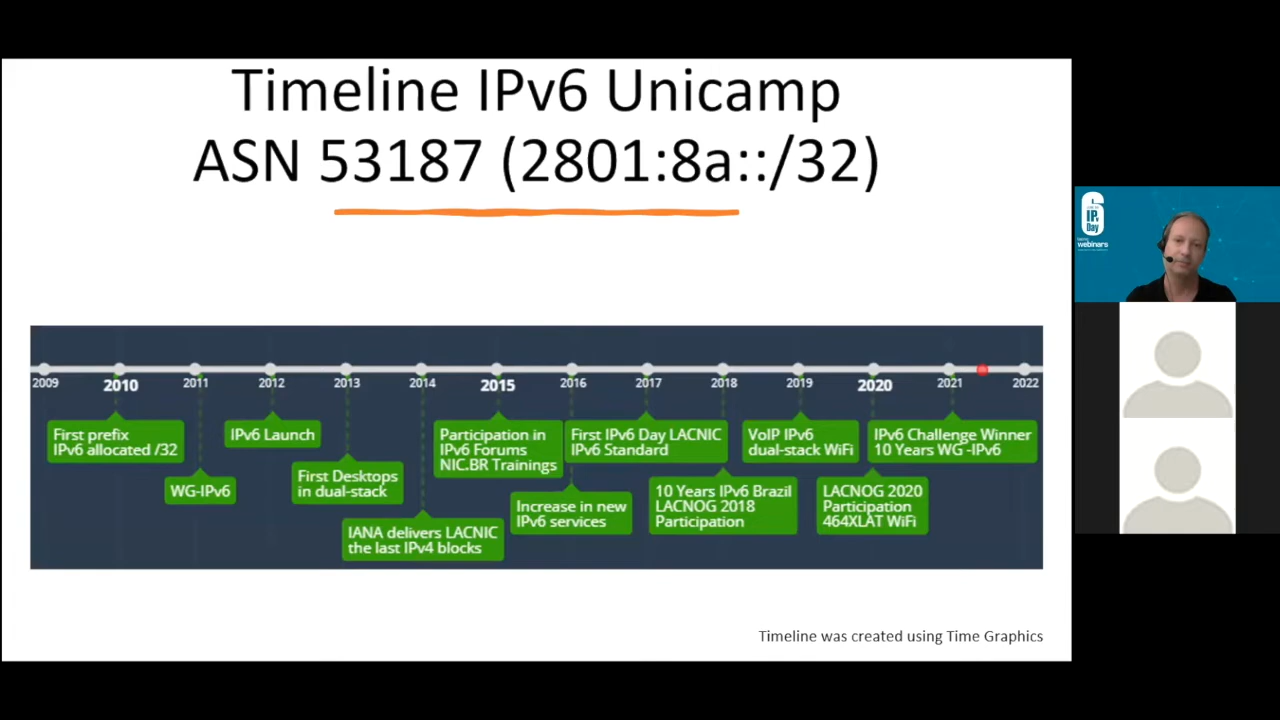 Timeline IPv6 Unicamp
ASN 53187 (2801:8a::/32)
2009
2010
2011
2012
2013
2014
2015
2016
2017
2018
2019
2020
2021
2022
First prefix
IPv6 allocated /32
WG-IPv6
IPv6 Launch
First Desktops
in dual-stack
IANA delivers LACNIC
the last IPv4 blocks
Participation in
IPv6 Forums
NIC.BR Trainings
Increase in new
IPv6 services
First IPv6 Day LACNIC
IPv6 Standard
10 Years IPv6 Brazil
LACNOG 2018
Participation
VoIP IPv6
dual-stack WiFi
LACNOG 2020
Participation
464XLAT WiFi
IPv6 Challenge Winner
10 Years WG -IPv6
Timeline was created using Time Graphics
6
IPv
Day
webinars